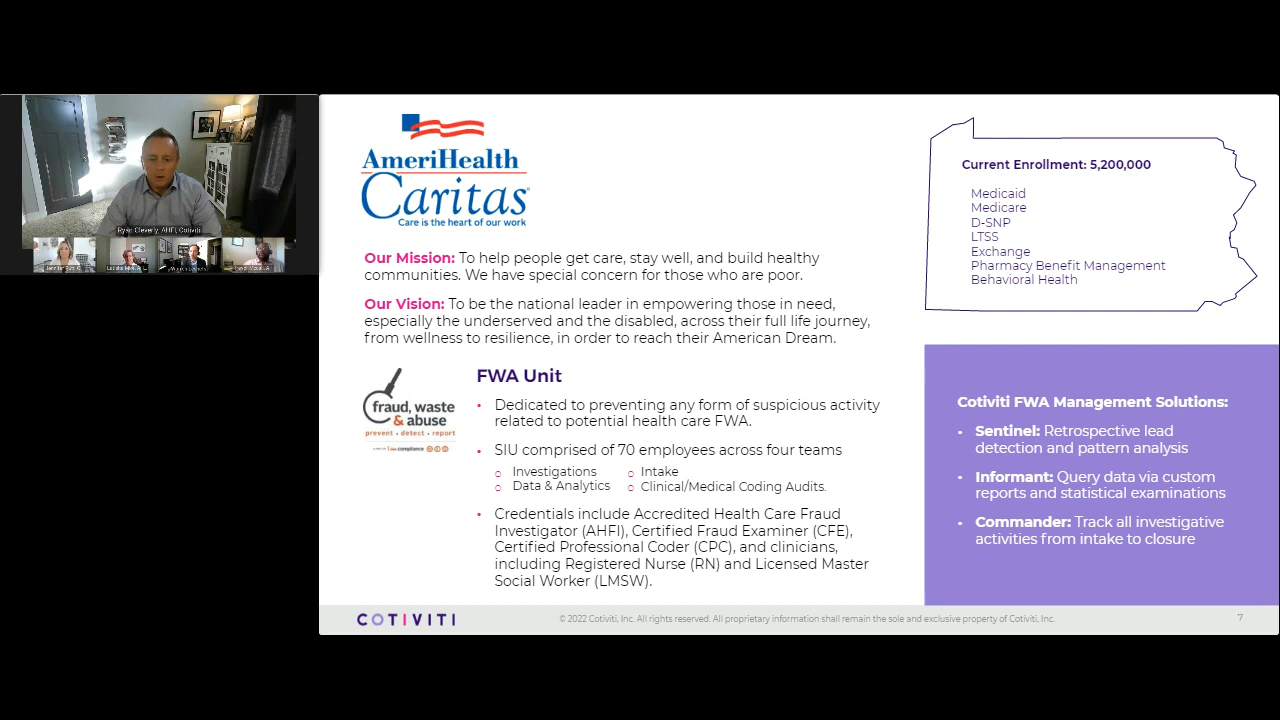 Ryan Cleverly, AHFI, Cotiviti
AmeriHealth
Caritas
Care is the heart of our work
Our Mission: To help people get care, stay well, and build healthy
communities. We have special concern for those who are poor.
Our Vision: To be the national leader in empowering those in need,
especially the underserved and the disabled, across their full life journey,
from wellness to resilience, in order to reach their American Dream.
fraud, waste
& abuse
prevent • detect • report
FWA Unit
• Dedicated to preventing any form of suspicious activity
related to potential health care FWA.
• SIU comprised of 70 employees across four teams
o Investigations
o Data & Analytics
o Intake
o Clinical/Medical Coding Audits.
• Credentials include Accredited Health Care Fraud
Investigator (AHFI), Certified Fraud Examiner (CFE),
Certified Professional Coder (CPC), and clinicians,
including Registered Nurse (RN) and Licensed Master
Social Worker (LMSW).
Current Enrollment: 5,200,000
Medicaid
Medicare
D-SNP
LTSS
Exchange
Pharmacy Benefit Management
Behavioral Health
Cotiviti FWA Management Solutions:
• Sentinel: Retrospective lead
detection and pattern analysis
• Informant: Query data via custom
reports and statistical examinations
• Commander: Track all investigative
activities from intake to closure
COTIVITI
© 2022 Cotiviti, Inc. All rights reserved. All proprietary information shall remain the sole and exclusive property of Cotiviti, Inc.
7